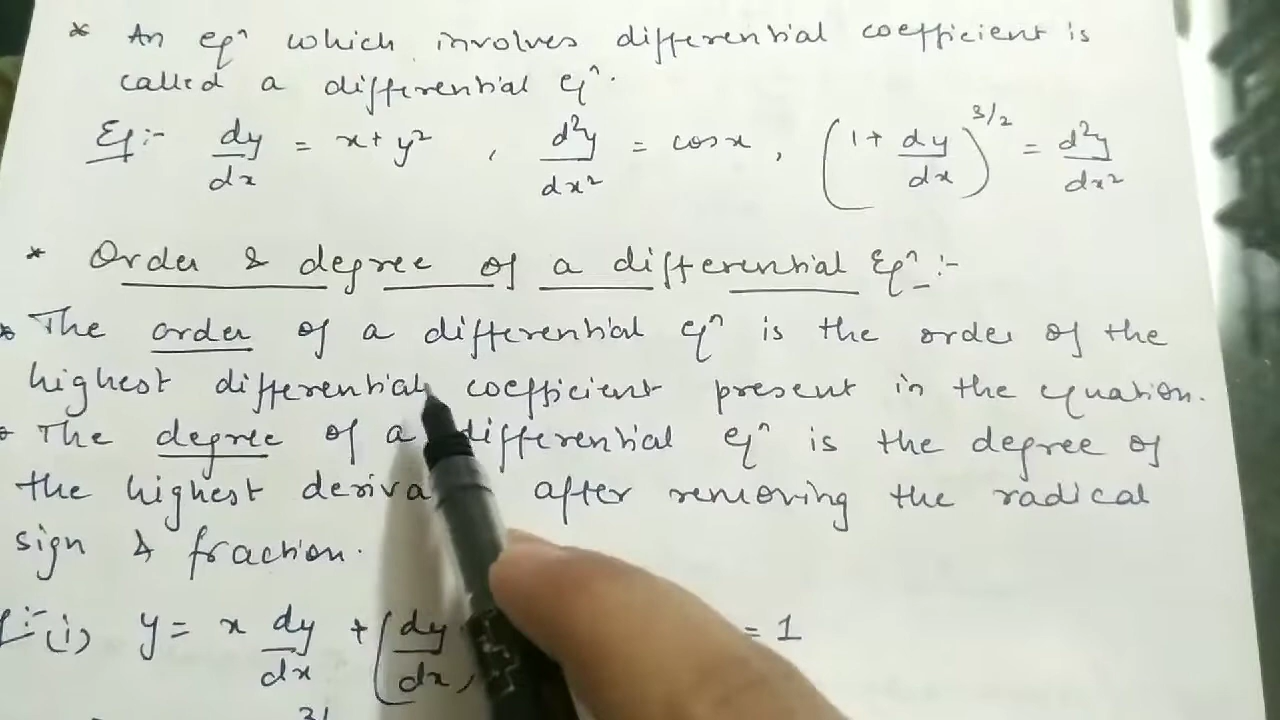 * An eqⁿ which involves differential coefficient is
called a differential eqⁿ.
Eg:- dy/dx = x + y², d²y/dx² = cosx, (1 + dy/dx)^3/2 = d²y/dx²
* Order & degree of a differential Eqⁿ:-
* The order of a differential eqⁿ is the order of the
highest differential coefficient present in the equation.
* The degree of a differential eqⁿ is the degree of
the highest deriva after removing the radical
sign & fraction.
(i) y = x dy/dx + (dy/dx = 1
3/